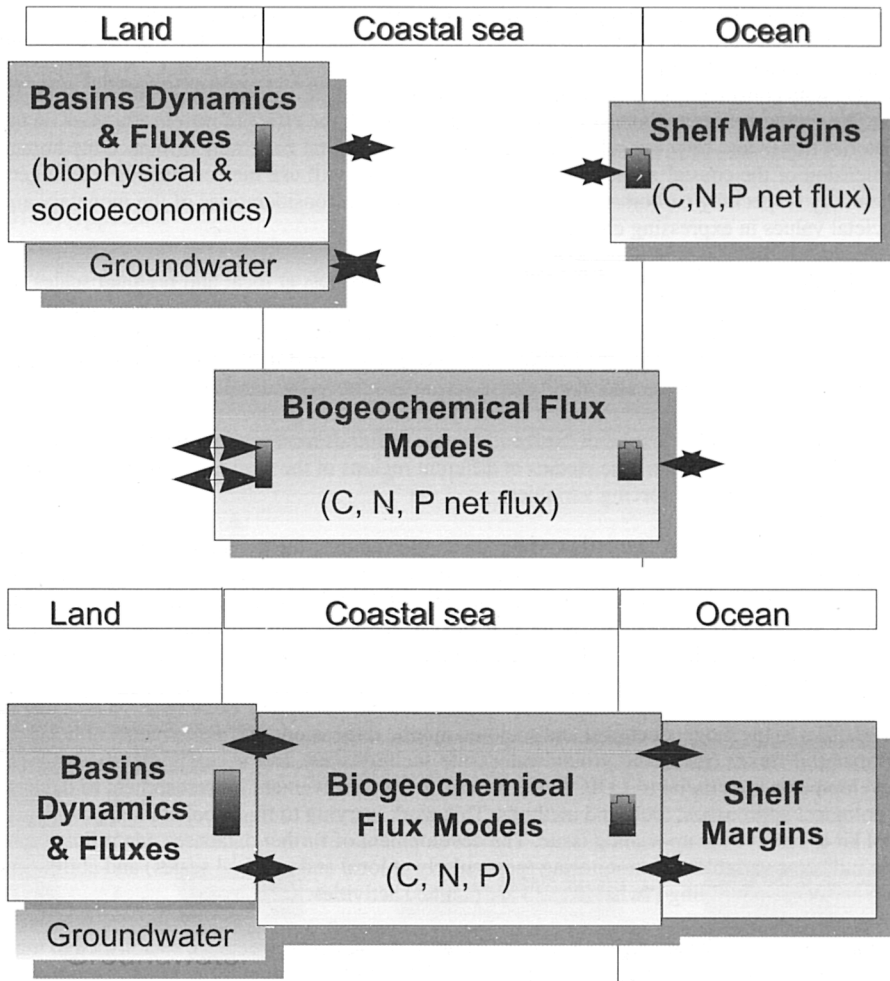 Land Coastal sea Ocean
Basins Dynamics
& Fluxes
(biophysical &
socioeconomics)
Groundwater
Shelf Margins
(C,N,P net flux)
Biogeochemical Flux
Models
(C, N, P net flux)
Land Coastal sea Ocean
Basins
Dynamics
& Fluxes
Groundwater
Biogeochemical
Flux Models
(C, N, P)
Shelf
Margins